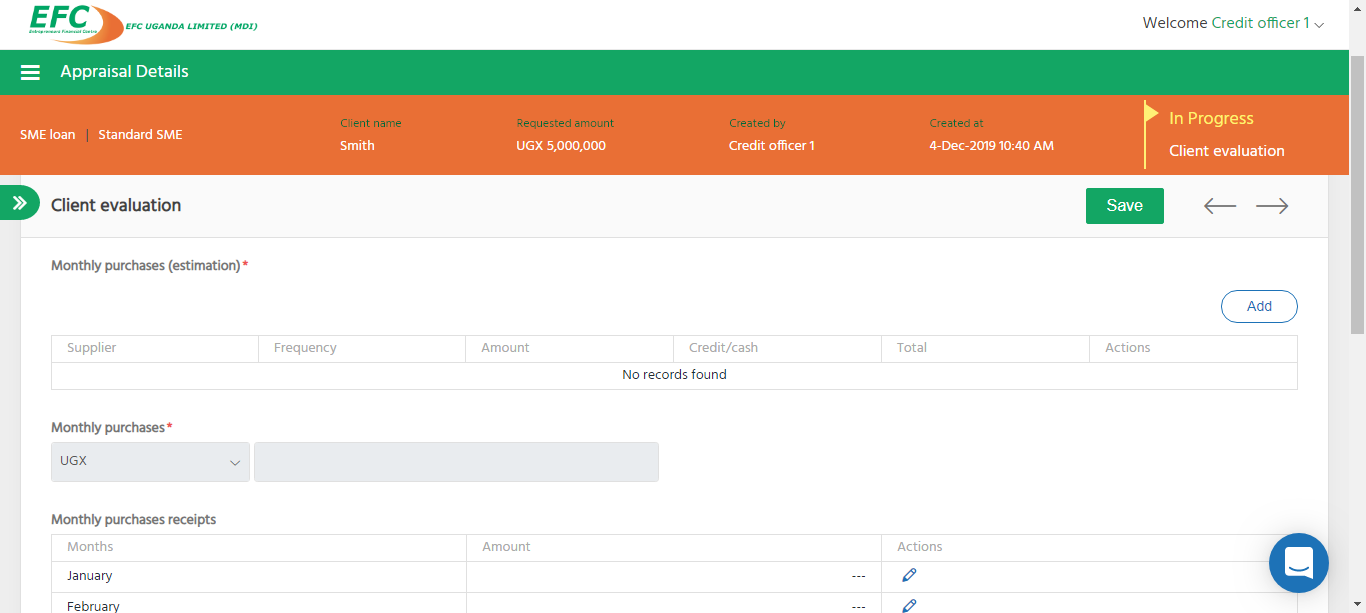 EFC
Entrepreneurs Financial Centre
EFC UGANDA LIMITED (MDI)
Welcome Credit officer 1
Appraisal Details
SME loan | Standard SME
Client name
Smith
Requested amount
UGX 5,000,000
Created by
Credit officer 1
Created at
4-Dec-2019 10:40 AM
In Progress
Client evaluation
Client evaluation
Save
Monthly purchases (estimation)*
Add
Supplier Frequency Amount Credit/cash Total Actions
No records found
Monthly purchases*
UGX
Monthly purchases receipts
Months Amount Actions
January ---
February ---